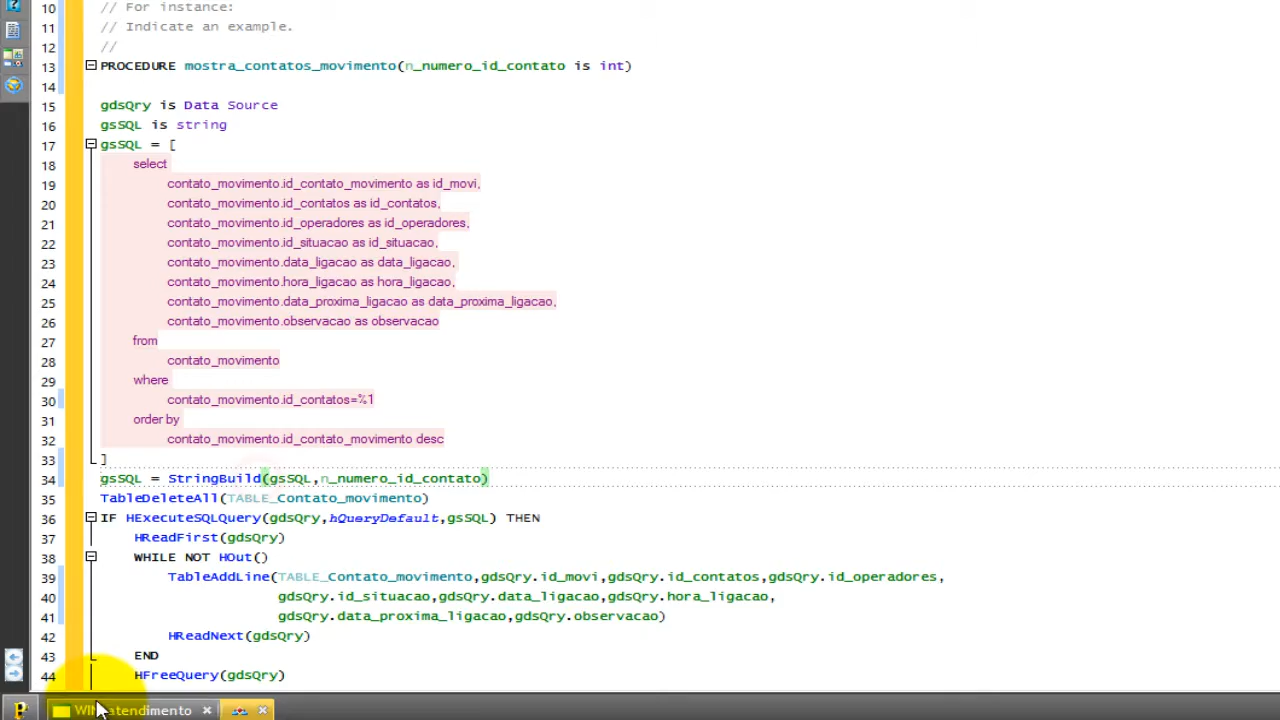 10 // For instance:
11 // Indicate an example.
12 //
13 PROCEDURE mostra_contatos_movimento(n_numero_id_contato is int)
14
15 gdsQry is Data Source
16 gsSQL is string
17 gsSQL = [
18 select
19 contato_movimento.id_contato_movimento as id_movi,
20 contato_movimento.id_contatos as id_contatos,
21 contato_movimento.id_operadores as id_operadores,
22 contato_movimento.id_situacao as id_situacao,
23 contato_movimento.data_ligacao as data_ligacao,
24 contato_movimento.hora_ligacao as hora_ligacao,
25 contato_movimento.data_proxima_ligacao as data_proxima_ligacao,
26 contato_movimento.observacao as observacao
27 from
28 contato_movimento
29 where
30 contato_movimento.id_contatos=%1
31 order by
32 contato_movimento.id_contato_movimento desc
33 ]
34 gsSQL = StringBuild(gsSQL,n_numero_id_contato)
35 TableDeleteAll(TABLE_Contato_movimento)
36 IF HExecuteSQLQuery(gdsQry,hQueryDefault,gsSQL) THEN
37 HReadFirst(gdsQry)
38 WHILE NOT HOut()
39 TableAddLine(TABLE_Contato_movimento,gdsQry.id_movi,gdsQry.id_contatos,gdsQry.id_operadores,
40 gdsQry.id_situacao,gdsQry.data_ligacao,gdsQry.hora_ligacao,
41 gdsQry.data_proxima_ligacao,gdsQry.observacao)
42 HReadNext(gdsQry)
43 END
44 HFreeQuery(gdsQry)
atendimento